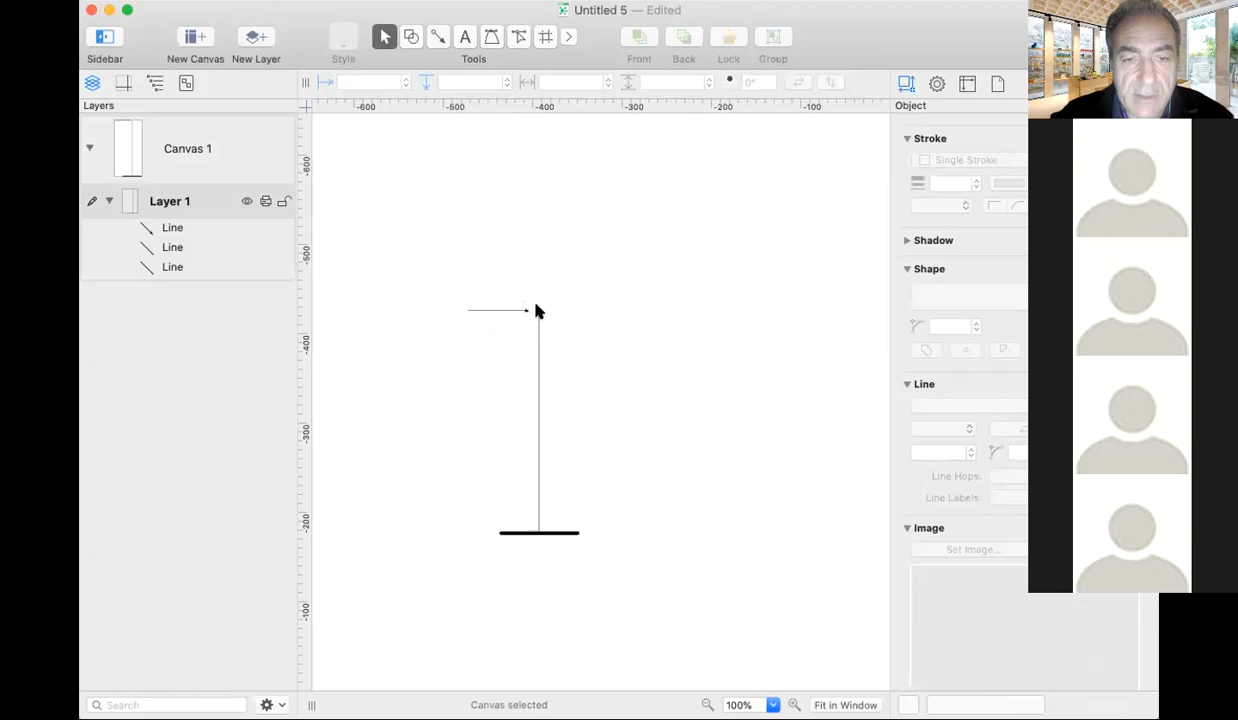 Untitled 5 — Edited
Sidebar
New Canvas
New Layer
Style
Tools
Front
Back
Lock
Group
0°
Layers
-600
-500
-400
-300
-200
-100
Object
Canvas 1
Layer 1
Line
Line
Line
-600
-500
-400
-300
-200
-100
Stroke
Single Stroke
Shadow
Shape
Line
Line Hops:
Line Labels:
Image
Set Image...
Search
Canvas selected
100%
Fit in Window